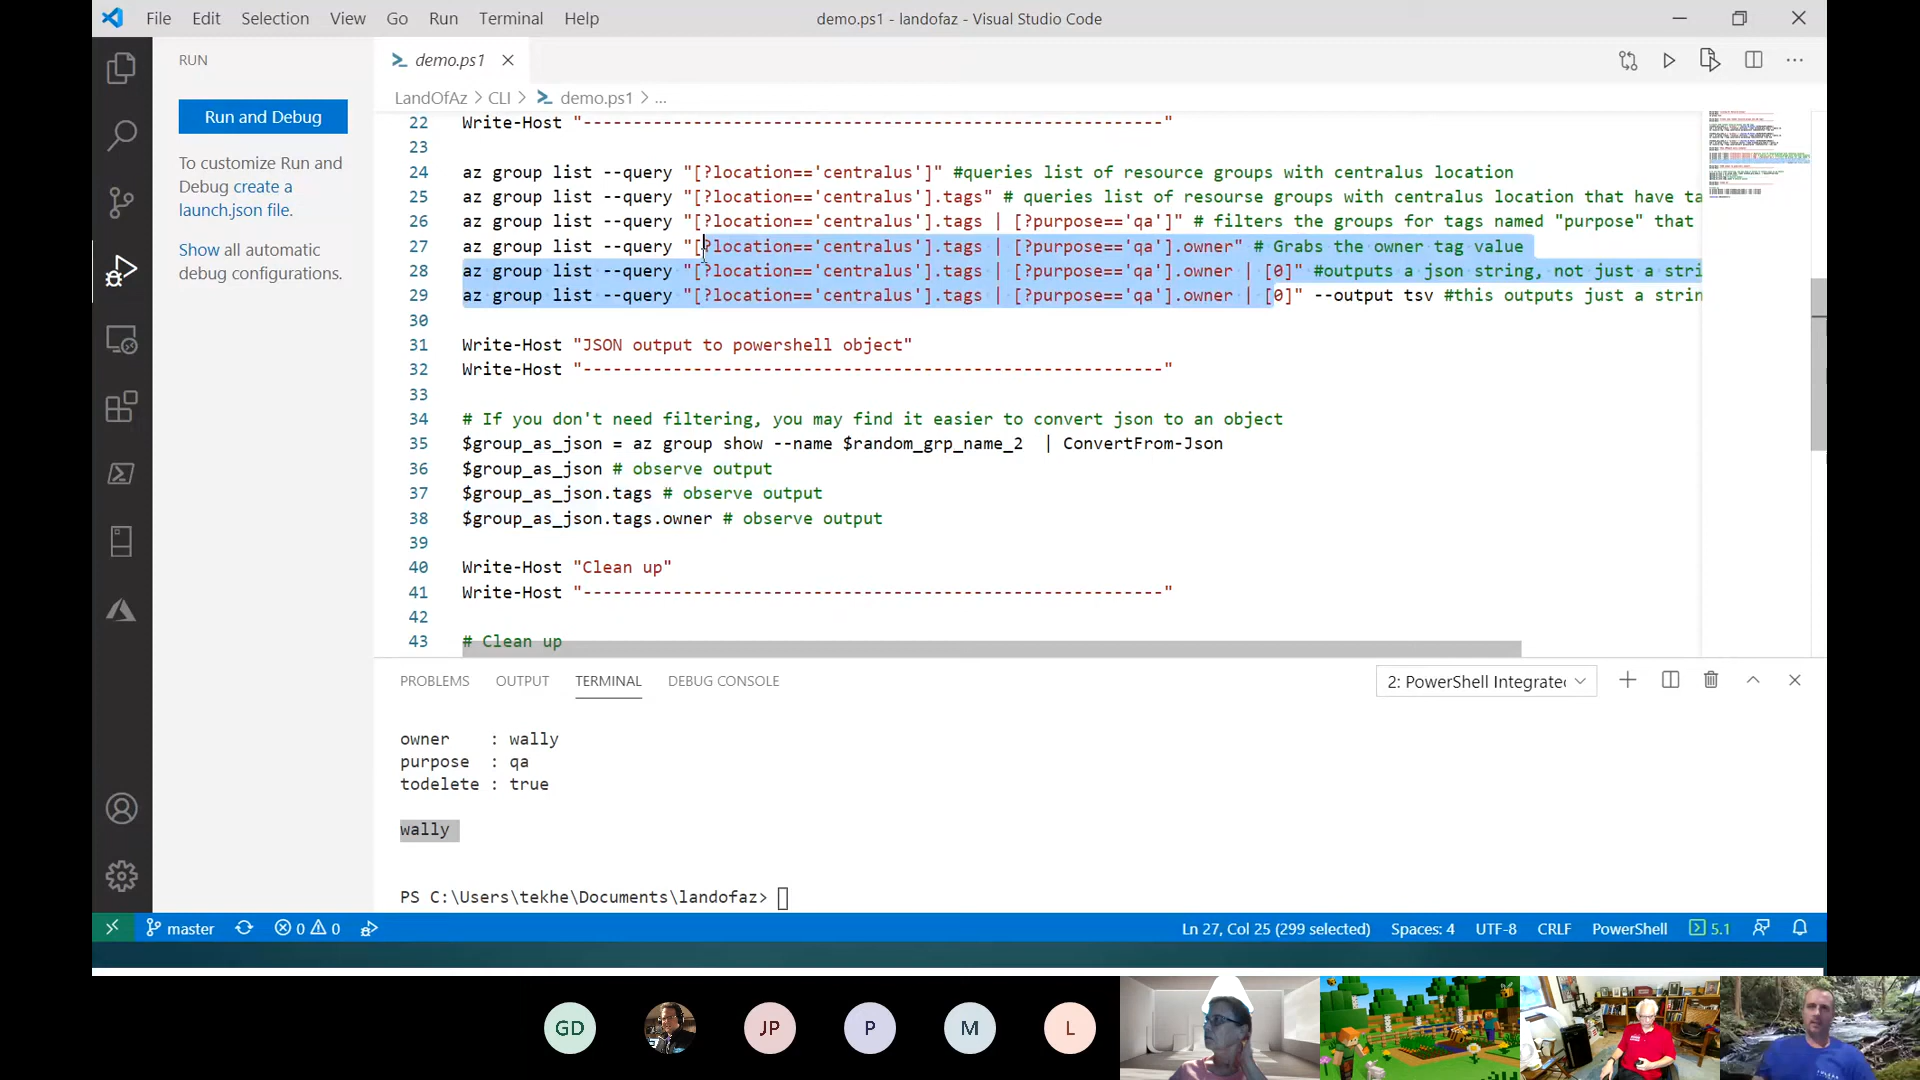 File Edit Selection View Go Run Terminal Help
demo.ps1 - landofaz - Visual Studio Code
RUN
demo.ps1
Run and Debug
To customize Run and
Debug create a
launch.json file.
Show all automatic
debug configurations.
LandOfAz > CLI > demo.ps1 > ...
22 Write-Host "----------------------------------------------------------"
23
24 az group list --query "[?location=='centralus']" #queries list of resource groups with centralus location
25 az group list --query "[?location=='centralus'].tags" # queries list of resourse groups with centralus location that have ta
26 az group list --query "[?location=='centralus'].tags | [?purpose=='qa']" # filters the groups for tags named "purpose" that
27 az group list --query "[?location=='centralus'].tags | [?purpose=='qa'].owner" # Grabs the owner tag value
28 az group list --query "[?location=='centralus'].tags | [?purpose=='qa'].owner | [0]" #outputs a json string, not just a stri
29 az group list --query "[?location=='centralus'].tags | [?purpose=='qa'].owner | [0]" --output tsv #this outputs just a strin
30
31 Write-Host "JSON output to powershell object"
32 Write-Host "----------------------------------------------------------"
33
34 # If you don't need filtering, you may find it easier to convert json to an object
35 $group_as_json = az group show --name $random_grp_name_2  | ConvertFrom-Json
36 $group_as_json # observe output
37 $group_as_json.tags # observe output
38 $group_as_json.tags.owner # observe output
39
40 Write-Host "Clean up"
41 Write-Host "----------------------------------------------------------"
42
43 # Clean up
PROBLEMS OUTPUT TERMINAL DEBUG CONSOLE
2: PowerShell Integrate
owner    : wally
purpose  : qa
todelete : true
wally
PS C:\Users\tekhe\Documents\landofaz>
master 0 0
Ln 27, Col 25 (299 selected) Spaces: 4 UTF-8 CRLF PowerShell 5.1
GD JP P M L